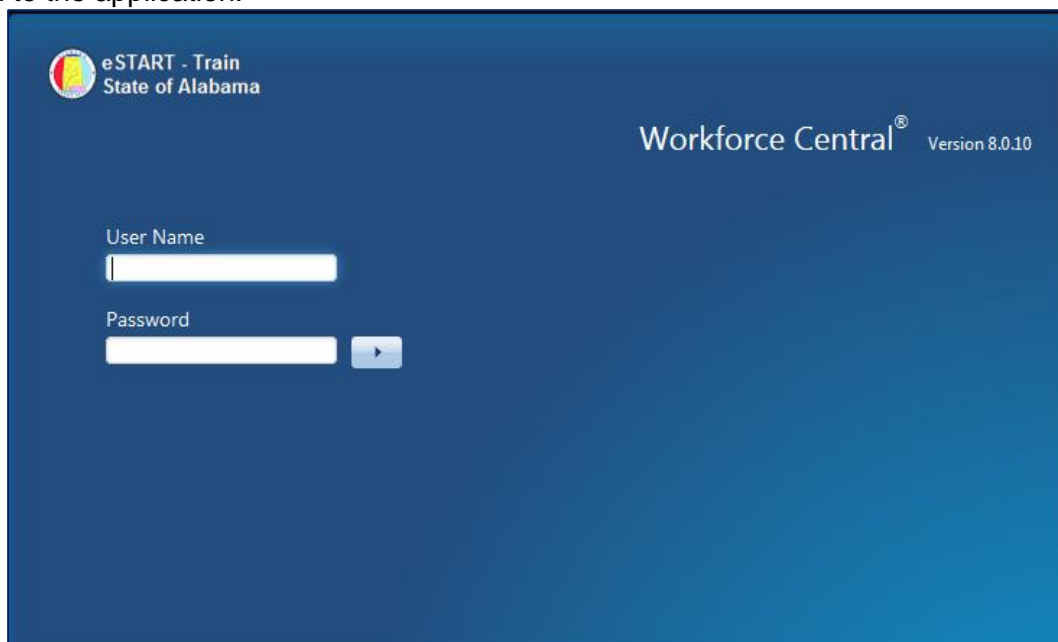 to the application.
eSTART - Train
State of Alabama
Workforce Central® Version 8.0.10
User Name
Password